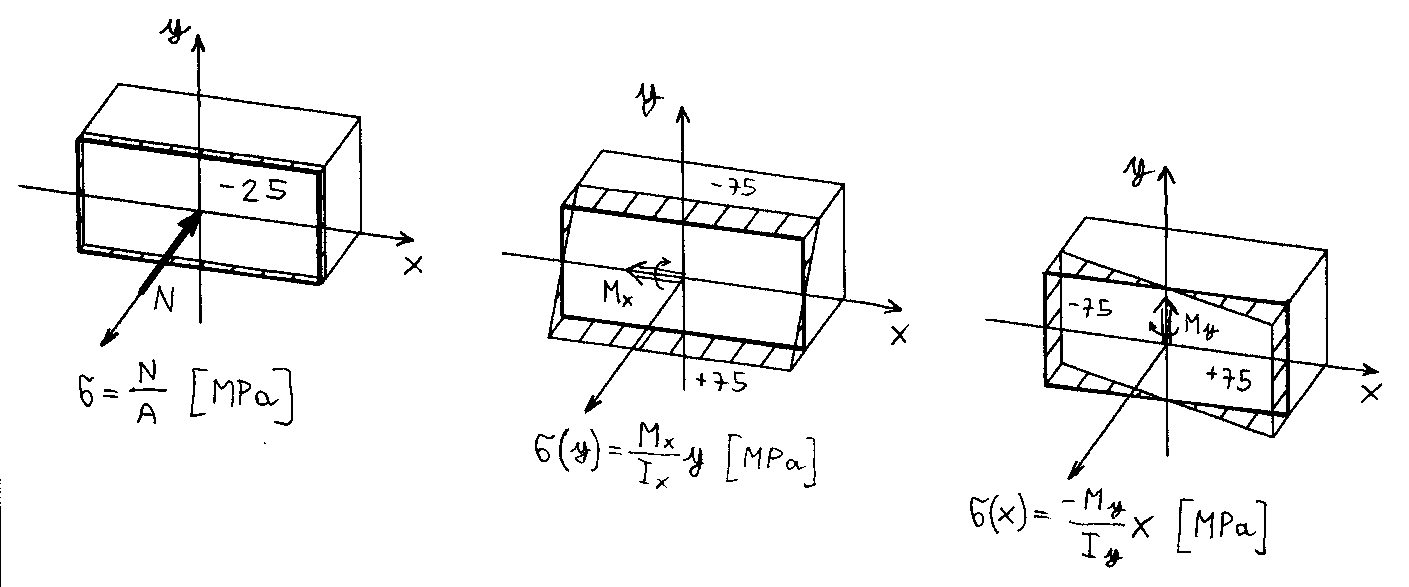 y
-25
x
N
σ = N/A [MPa]
y
-75
Mx
x
+75
σ(y) = Mx/Ix y [MPa]
y
-75
My
+75
x
σ(x) = -My/Iy x [MPa]